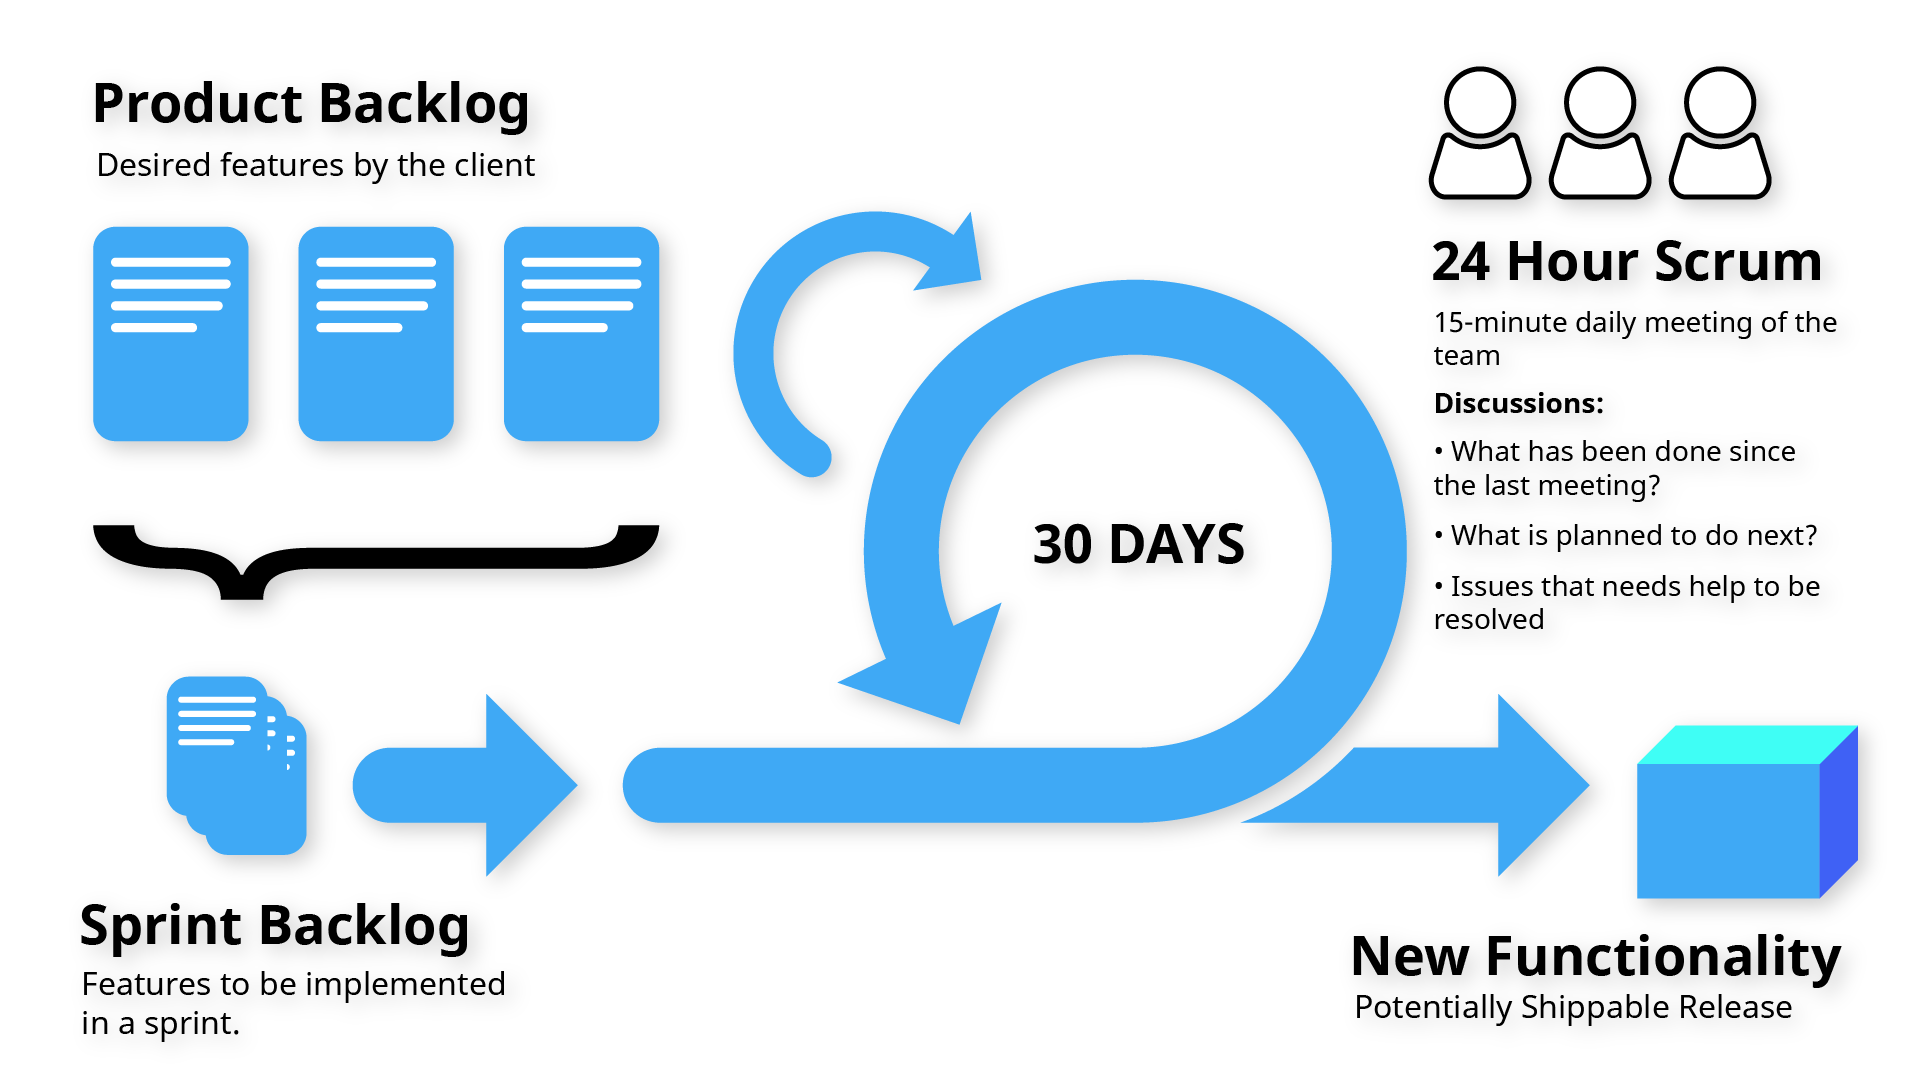 Product Backlog
Desired features by the client
24 Hour Scrum
15-minute daily meeting of the
team
Discussions:
• What has been done since
the last meeting?
• What is planned to do next?
• Issues that needs help to be
resolved
30 DAYS
Sprint Backlog
Features to be implemented
in a sprint.
New Functionality
Potentially Shippable Release